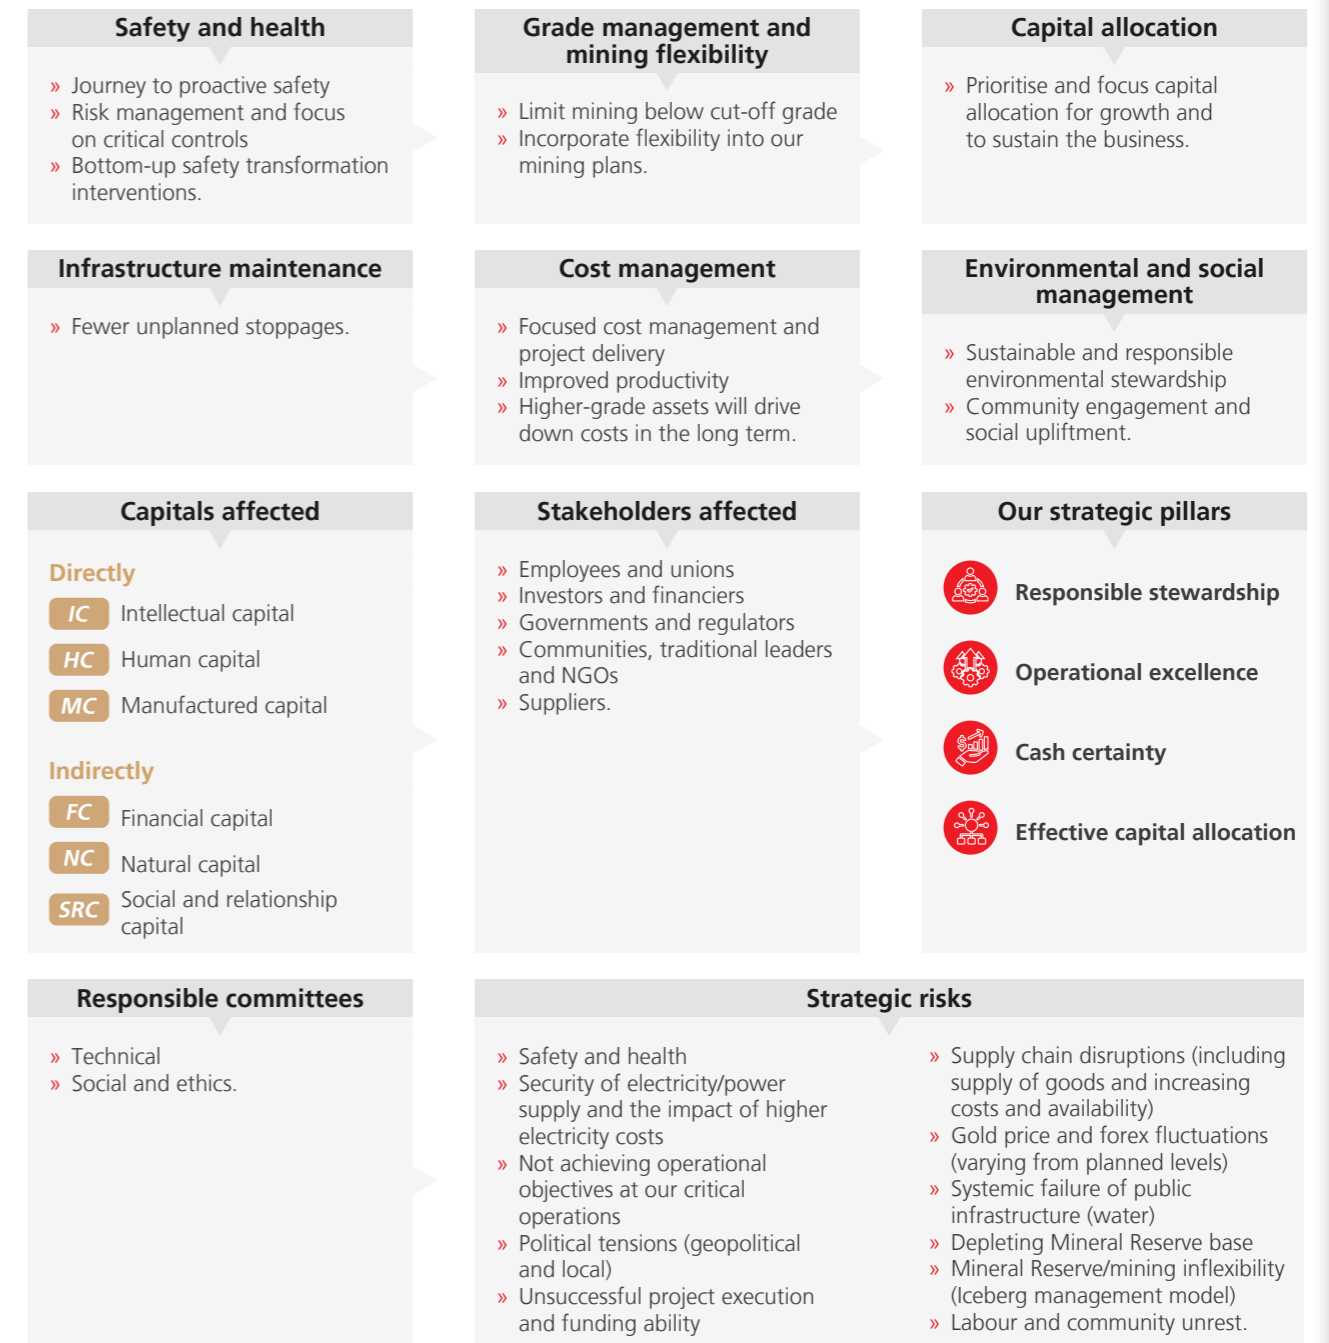 Safety and health
» Journey to proactive safety
» Risk management and focus
on critical controls
» Bottom-up safety transformation
interventions.
Grade management and
mining flexibility
» Limit mining below cut-off grade
» Incorporate flexibility into our
mining plans.
Capital allocation
» Prioritise and focus capital
allocation for growth and
to sustain the business.
Infrastructure maintenance
» Fewer unplanned stoppages.
Cost management
» Focused cost management and
project delivery
» Improved productivity
» Higher-grade assets will drive
down costs in the long term.
Environmental and social
management
» Sustainable and responsible
environmental stewardship
» Community engagement and
social upliftment.
Capitals affected
Directly
IC Intellectual capital
HC Human capital
MC Manufactured capital
Indirectly
FC Financial capital
NC Natural capital
SRC Social and relationship
capital
Stakeholders affected
» Employees and unions
» Investors and financiers
» Governments and regulators
» Communities, traditional leaders
and NGOs
» Suppliers.
Our strategic pillars
Responsible stewardship
Operational excellence
Cash certainty
Effective capital allocation
Responsible committees
» Technical
» Social and ethics.
Strategic risks
» Safety and health
» Security of electricity/power
supply and the impact of higher
electricity costs
» Not achieving operational
objectives at our critical
operations
» Political tensions (geopolitical
and local)
» Unsuccessful project execution
and funding ability
» Supply chain disruptions (including
supply of goods and increasing
costs and availability)
» Gold price and forex fluctuations
(varying from planned levels)
» Systemic failure of public
infrastructure (water)
» Depleting Mineral Reserve base
» Mineral Reserve/mining inflexibility
(Iceberg management model)
» Labour and community unrest.